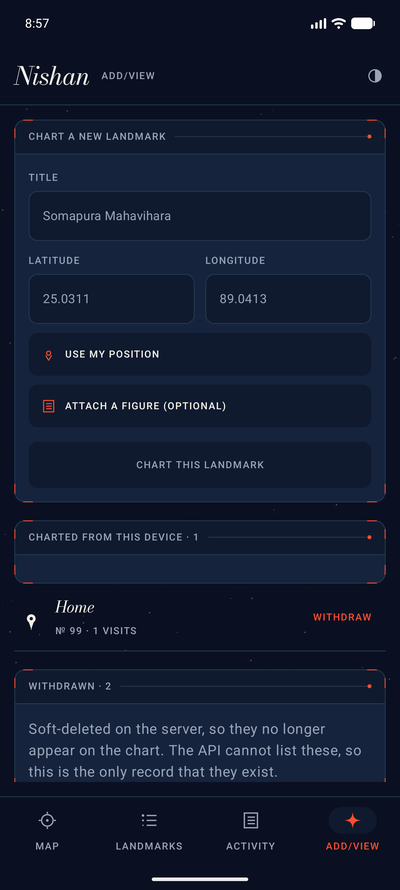 8:57
Nishan ADD/VIEW
CHART A NEW LANDMARK
TITLE
Somapura Mahavihara
LATITUDE LONGITUDE
25.0311 89.0413
USE MY POSITION
ATTACH A FIGURE (OPTIONAL)
CHART THIS LANDMARK
CHARTED FROM THIS DEVICE · 1
Home
WITHDRAW
№ 99 · 1 VISITS
WITHDRAWN · 2
Soft-deleted on the server, so they no longer
appear on the chart. The API cannot list these, so
this is the only record that they exist.
MAP LANDMARKS ACTIVITY ADD/VIEW